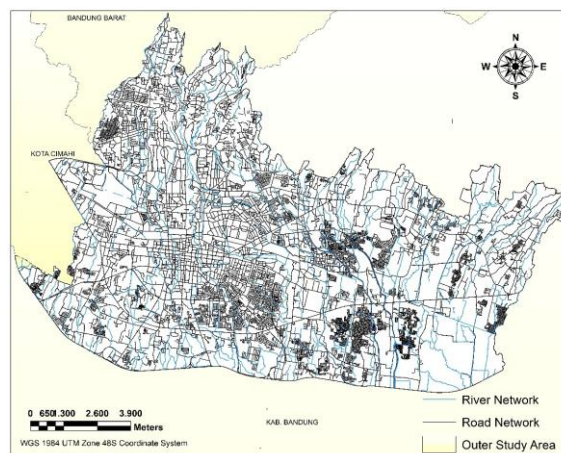 BANDUNG BARAT
N
W E
S
KOTA CIMAHI
0 650 1.300 2.600 3.900
Meters
WGS 1984 UTM Zone 48S Coordinate System
KAB. BANDUNG
River Network
Road Network
Outer Study Area